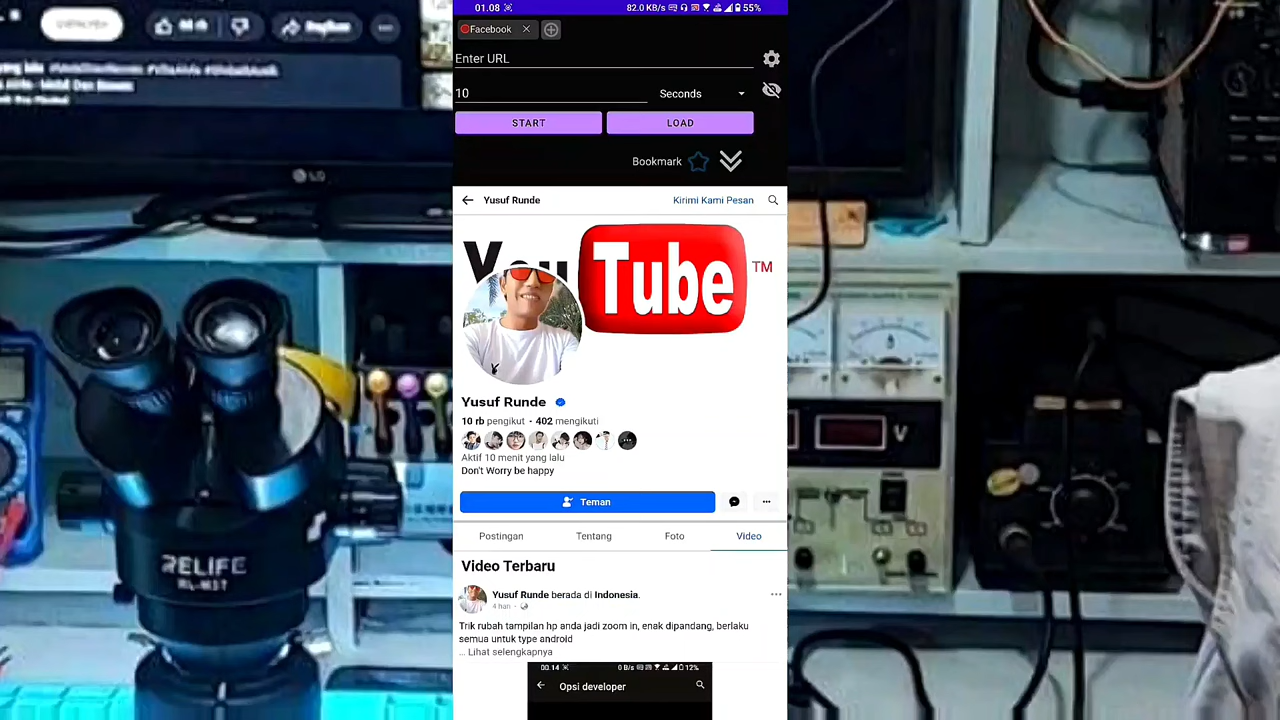 01.08
82.0 KB/s
55%
Facebook
Enter URL
10
Seconds
START
LOAD
Bookmark
Yusuf Runde
Kirimi Kami Pesan
YouTube TM
Yusuf Runde
10 rb pengikut • 402 mengikuti
Aktif 10 menit yang lalu
Don't Worry be happy
Teman
Postingan
Tentang
Foto
Video
Video Terbaru
Yusuf Runde berada di Indonesia.
4 hari
Trik rubah tampilan hp anda jadi zoom in, enak dipandang, berlaku
semua untuk type android
... Lihat selengkapnya
00.14
0 B/s
12%
Opsi developer
LG
RELIFE
V